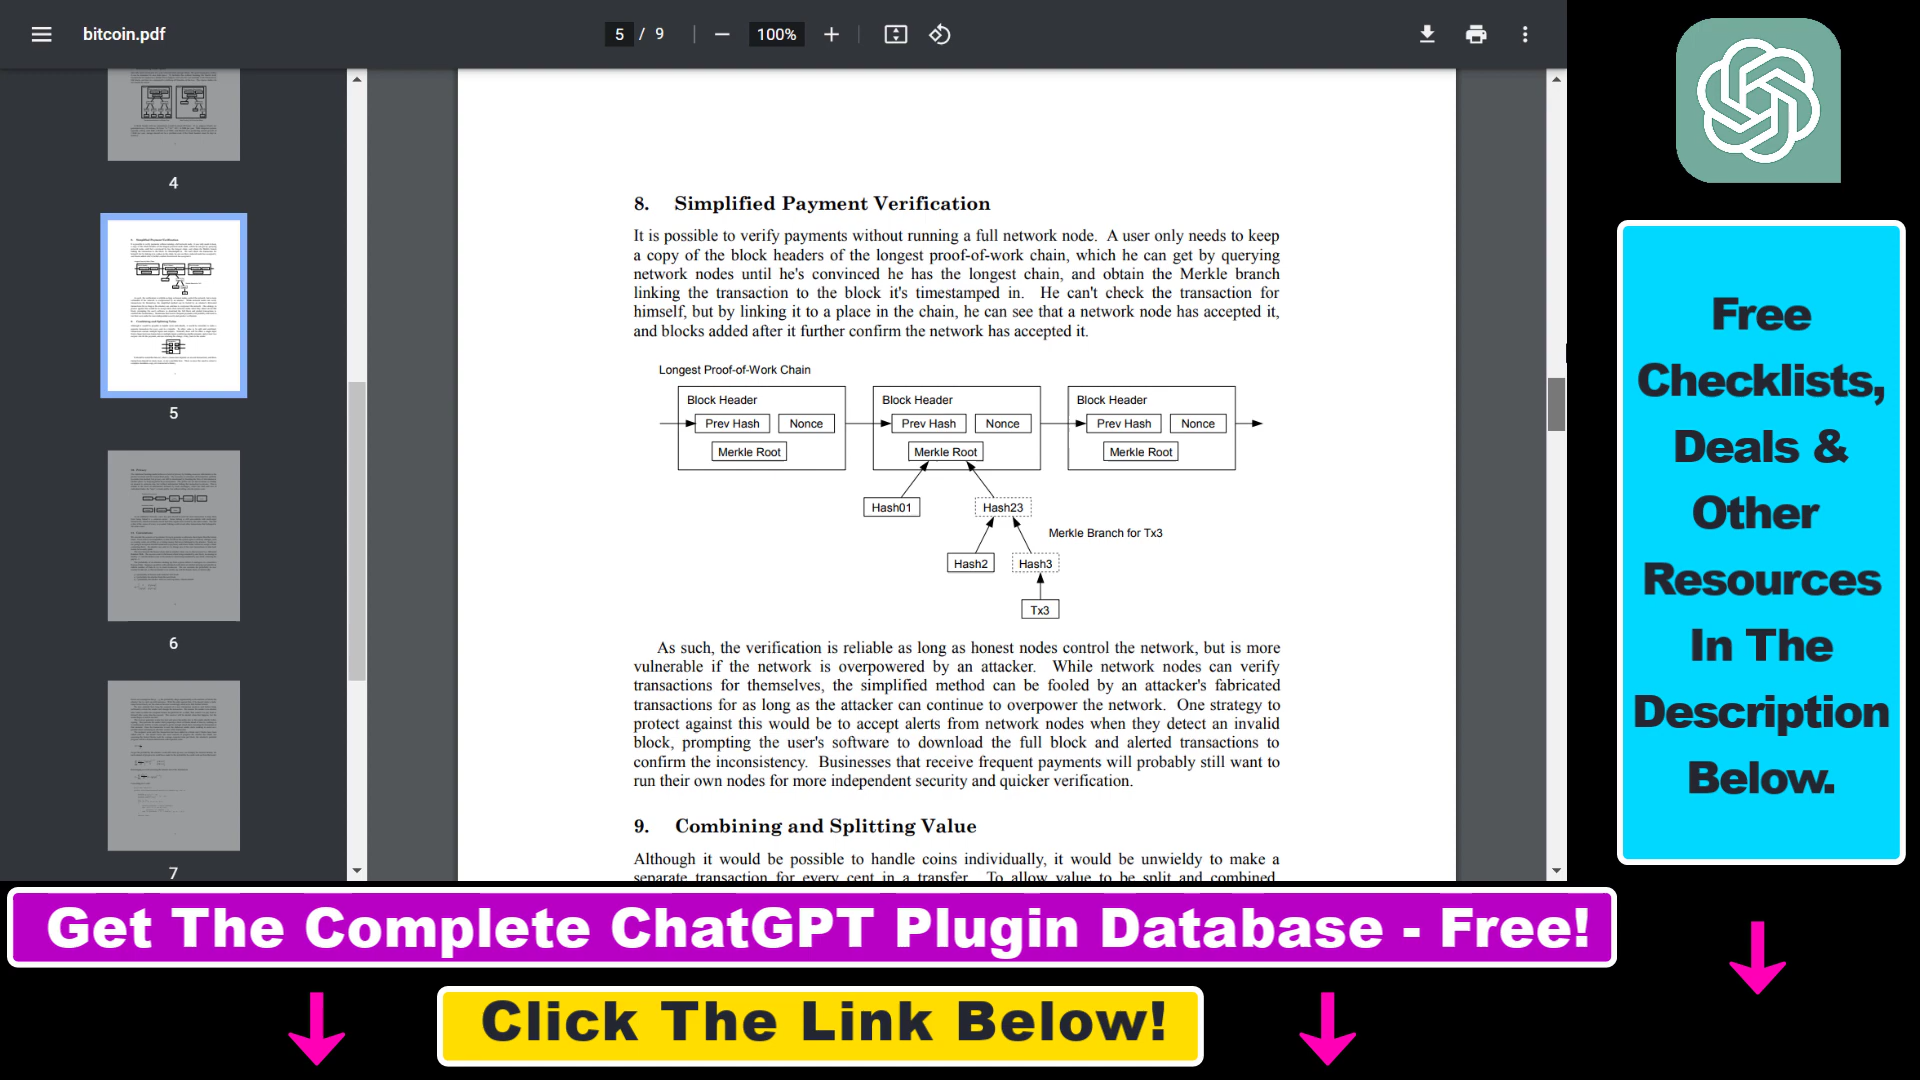 bitcoin.pdf
5 / 9
100%
4
5
6
7
8. Simplified Payment Verification
It is possible to verify payments without running a full network node. A user only needs to keep
a copy of the block headers of the longest proof-of-work chain, which he can get by querying
network nodes until he's convinced he has the longest chain, and obtain the Merkle branch
linking the transaction to the block it's timestamped in. He can't check the transaction for
himself, but by linking it to a place in the chain, he can see that a network node has accepted it,
and blocks added after it further confirm the network has accepted it.
Longest Proof-of-Work Chain
Block Header
Prev Hash
Nonce
Merkle Root
Block Header
Prev Hash
Nonce
Merkle Root
Block Header
Prev Hash
Nonce
Merkle Root
Hash01
Hash23
Merkle Branch for Tx3
Hash2
Hash3
Tx3
As such, the verification is reliable as long as honest nodes control the network, but is more
vulnerable if the network is overpowered by an attacker. While network nodes can verify
transactions for themselves, the simplified method can be fooled by an attacker's fabricated
transactions for as long as the attacker can continue to overpower the network. One strategy to
protect against this would be to accept alerts from network nodes when they detect an invalid
block, prompting the user's software to download the full block and alerted transactions to
confirm the inconsistency. Businesses that receive frequent payments will probably still want to
run their own nodes for more independent security and quicker verification.
9. Combining and Splitting Value
Although it would be possible to handle coins individually, it would be unwieldy to make a
separate transaction for every cent in a transfer. To allow value to be split and combined,
Free
Checklists,
Deals &
Other
Resources
In The
Description
Below.
Get The Complete ChatGPT Plugin Database - Free!
Click The Link Below!